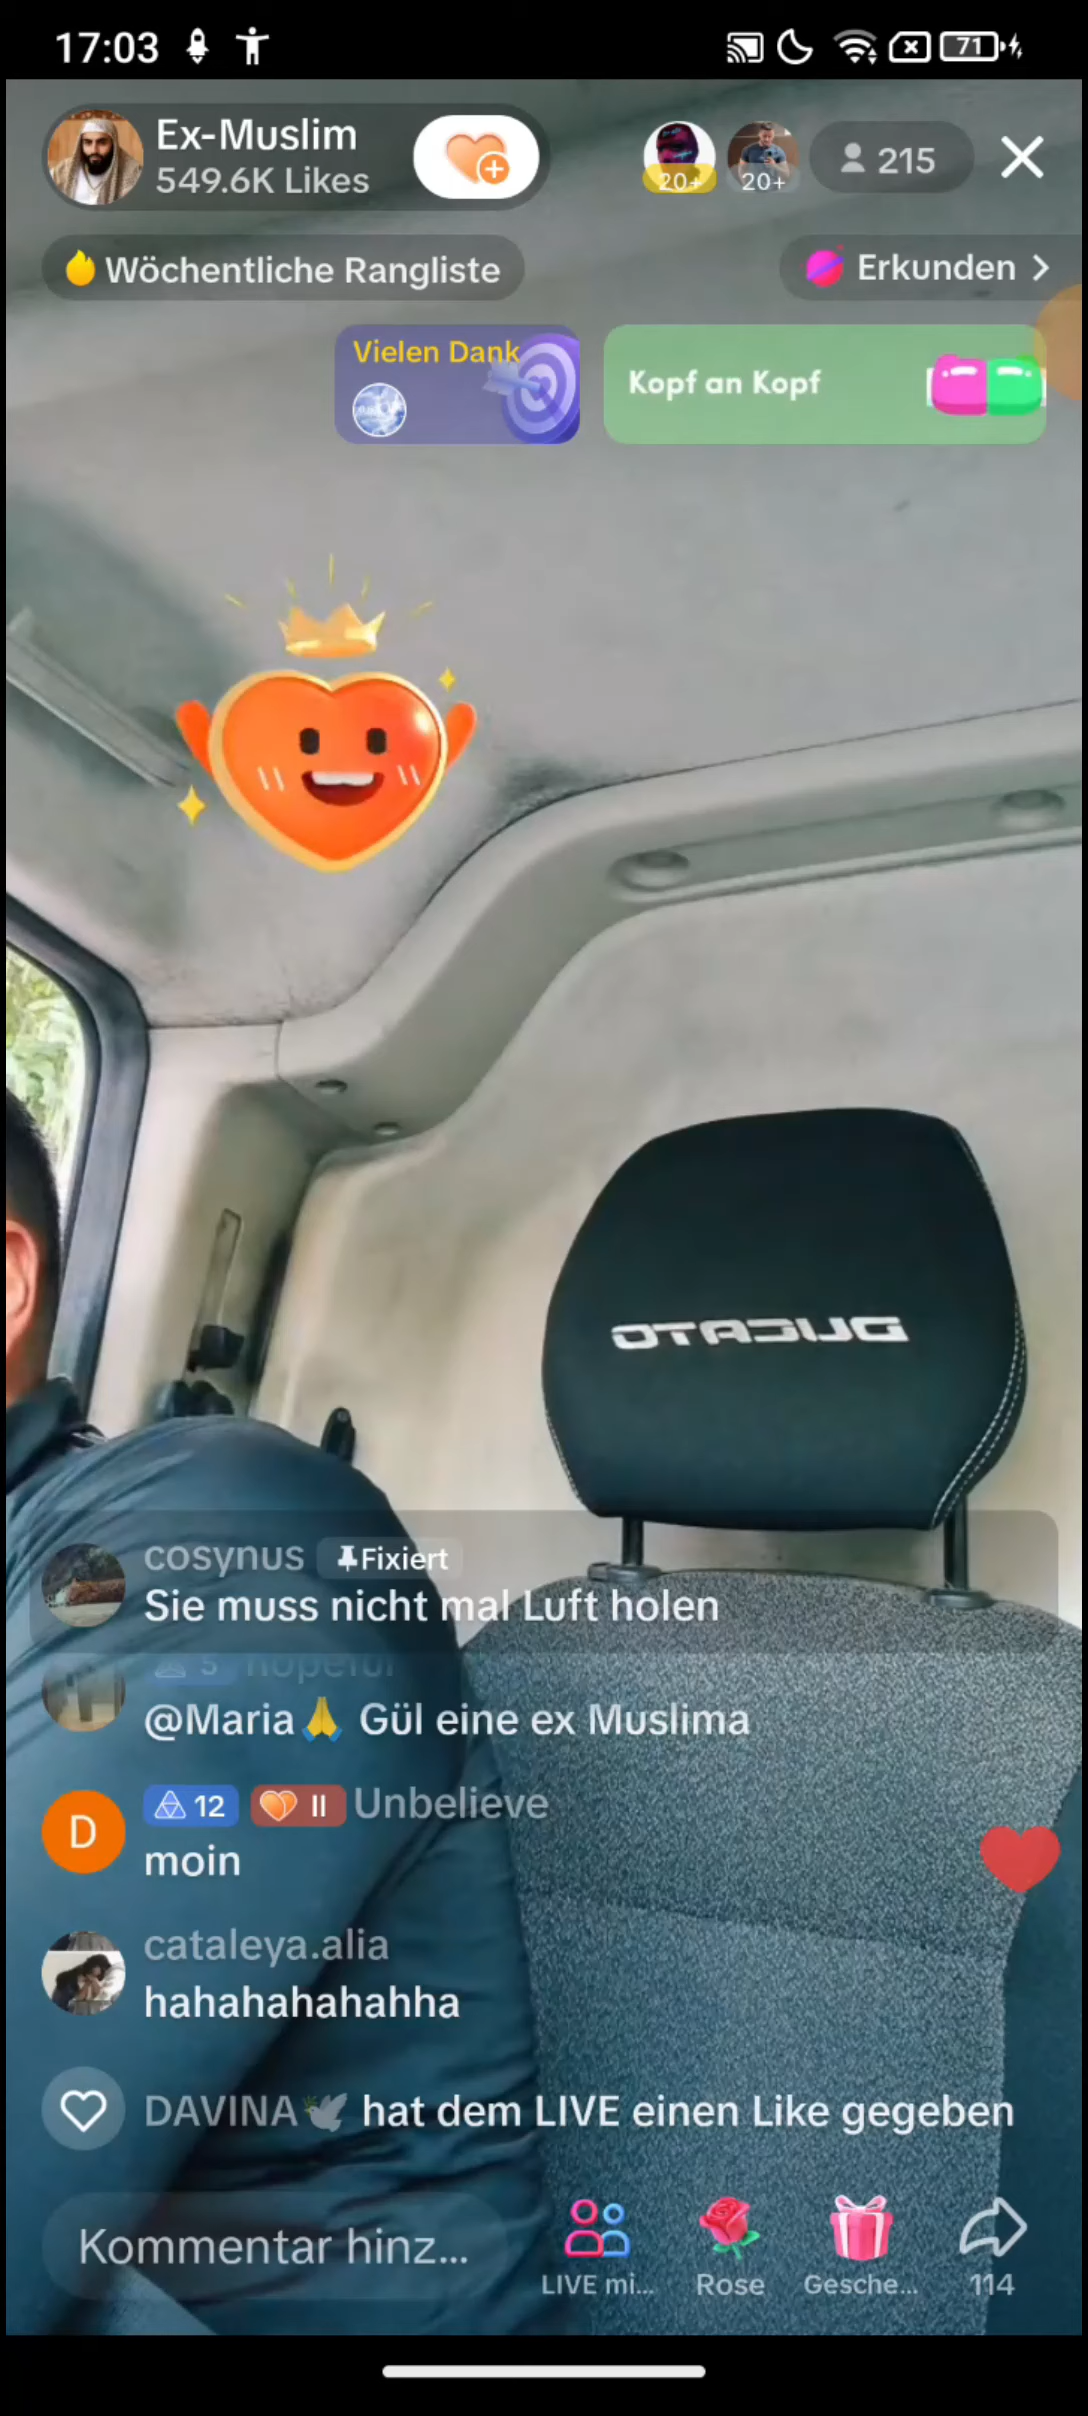 17:03
71
Ex-Muslim
549.6K Likes
20+
20+
215
Wöchentliche Rangliste
Erkunden
Vielen Dank
Kopf an Kopf
DUCATO
cosynus Fixiert
Sie muss nicht mal Luft holen
5 hopeful
@Maria🙏 Gül eine ex Muslima
D
12 II Unbelieve
moin
cataleya.alia
hahahahahahha
DAVINA🕊️ hat dem LIVE einen Like gegeben
Kommentar hinz...
LIVE mi...
Rose
Gesche...
114